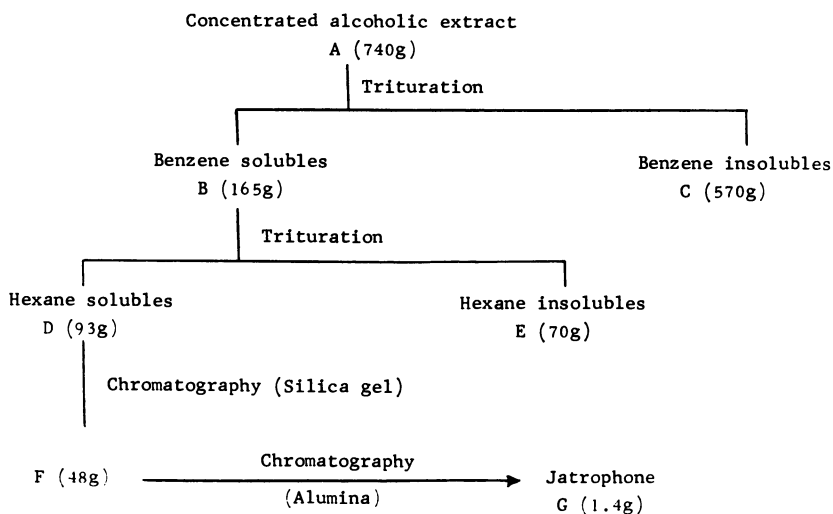 Concentrated alcoholic extract
A (740g)
Trituration
Benzene solubles
B (165g)
Benzene insolubles
C (570g)
Trituration
Hexane solubles
D (93g)
Hexane insolubles
E (70g)
Chromatography (Silica gel)
F (48g)
Chromatography
(Alumina)
Jatrophone
G (1.4g)